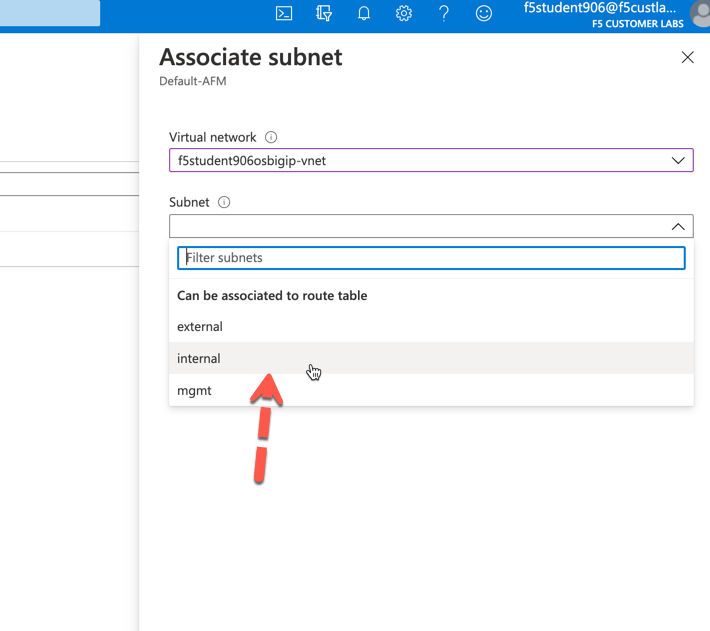 f5student906@f5custla...
F5 CUSTOMER LABS
Associate subnet
Default-AFM
Virtual network
f5student906osbigip-vnet
Subnet
Filter subnets
Can be associated to route table
external
internal
mgmt